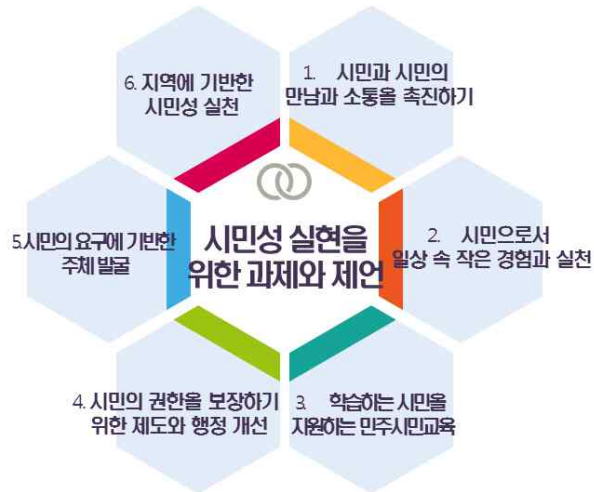 시민성 실현을
위한 과제와 제언
1. 시민과 시민의
만남과 소통을 촉진하기
2. 시민으로서
일상 속 작은 경험과 실천
3. 학습하는 시민을
지원하는 민주시민교육
4. 시민의 권한을 보장하기
위한 제도와 행정 개선
5.시민의 요구에 기반한
주체 발굴
6. 지역에 기반한
시민성 실천